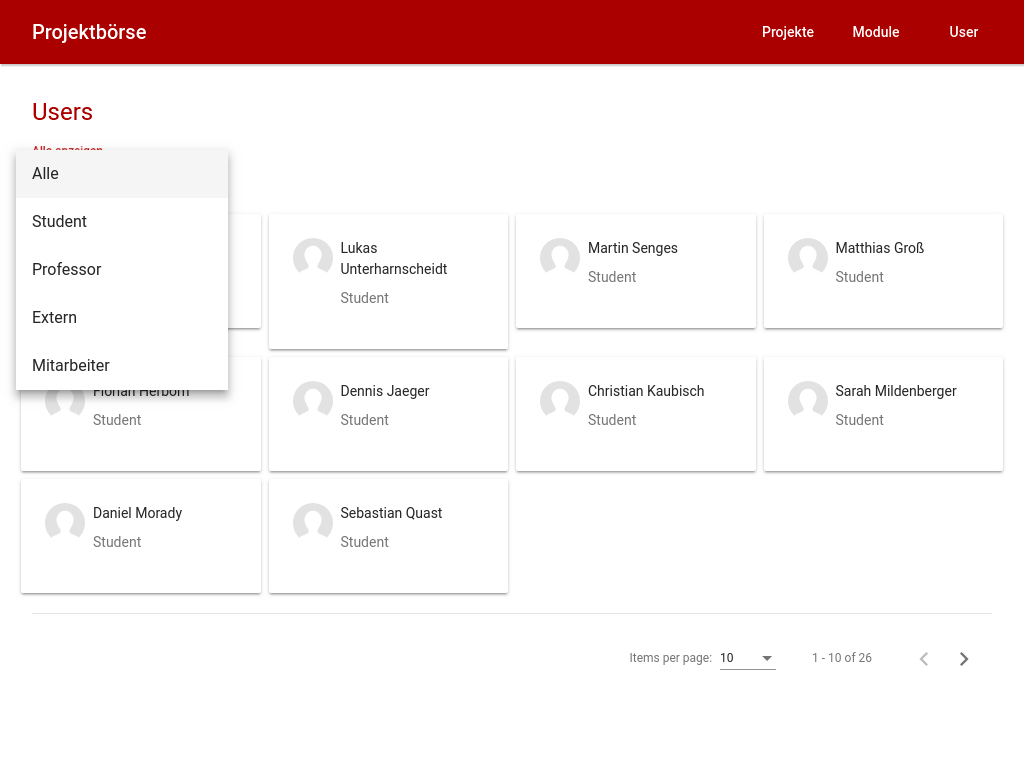 Projektbörse
Projekte
Module
User
Users
Alle anzeigen
Alle
Student
Professor
Extern
Mitarbeiter
Lukas
Unterharnscheidt
Student
Martin Senges
Student
Matthias Groß
Student
Florian Herborn
Student
Dennis Jaeger
Student
Christian Kaubisch
Student
Sarah Mildenberger
Student
Daniel Morady
Student
Sebastian Quast
Student
Items per page: 10
1 - 10 of 26